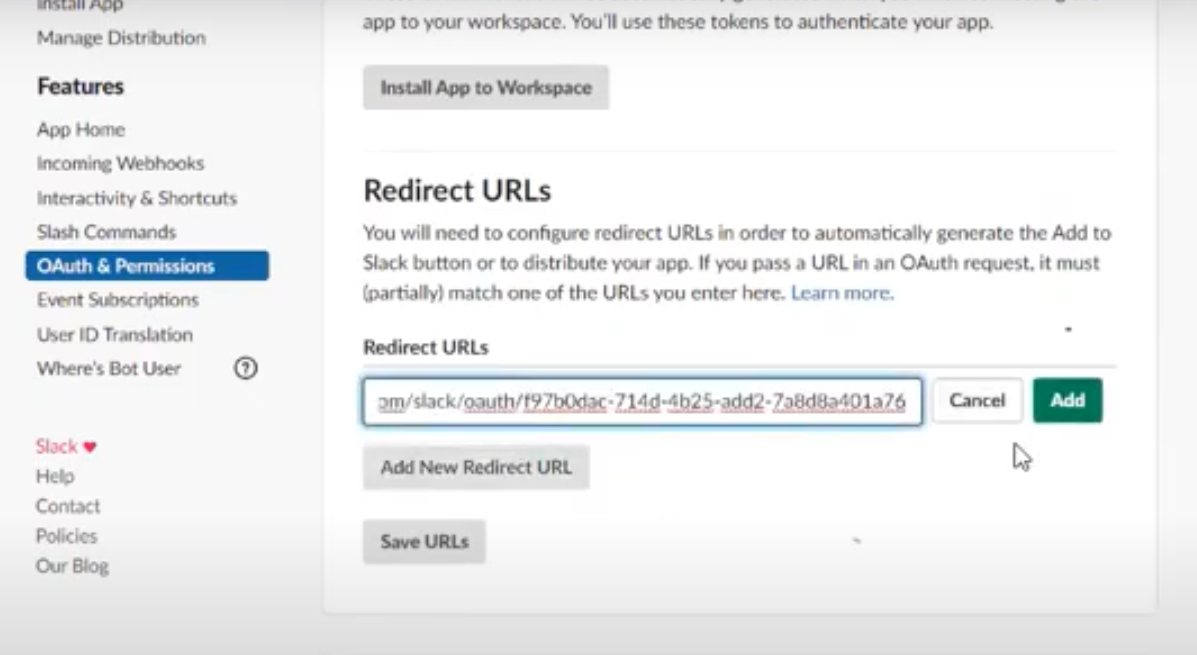 Install App
Manage Distribution
Features
App Home
Incoming Webhooks
Interactivity & Shortcuts
Slash Commands
OAuth & Permissions
Event Subscriptions
User ID Translation
Where's Bot User
?
Slack ♥
Help
Contact
Policies
Our Blog
app to your workspace. You'll use these tokens to authenticate your app.
Install App to Workspace
Redirect URLs
You will need to configure redirect URLs in order to automatically generate the Add to
Slack button or to distribute your app. If you pass a URL in an OAuth request, it must
(partially) match one of the URLs you enter here. Learn more.
Redirect URLs
om/slack/oauth/f97b0dac-714d-4b25-add2-7a8d8a401a76
Cancel
Add
Add New Redirect URL
Save URLs